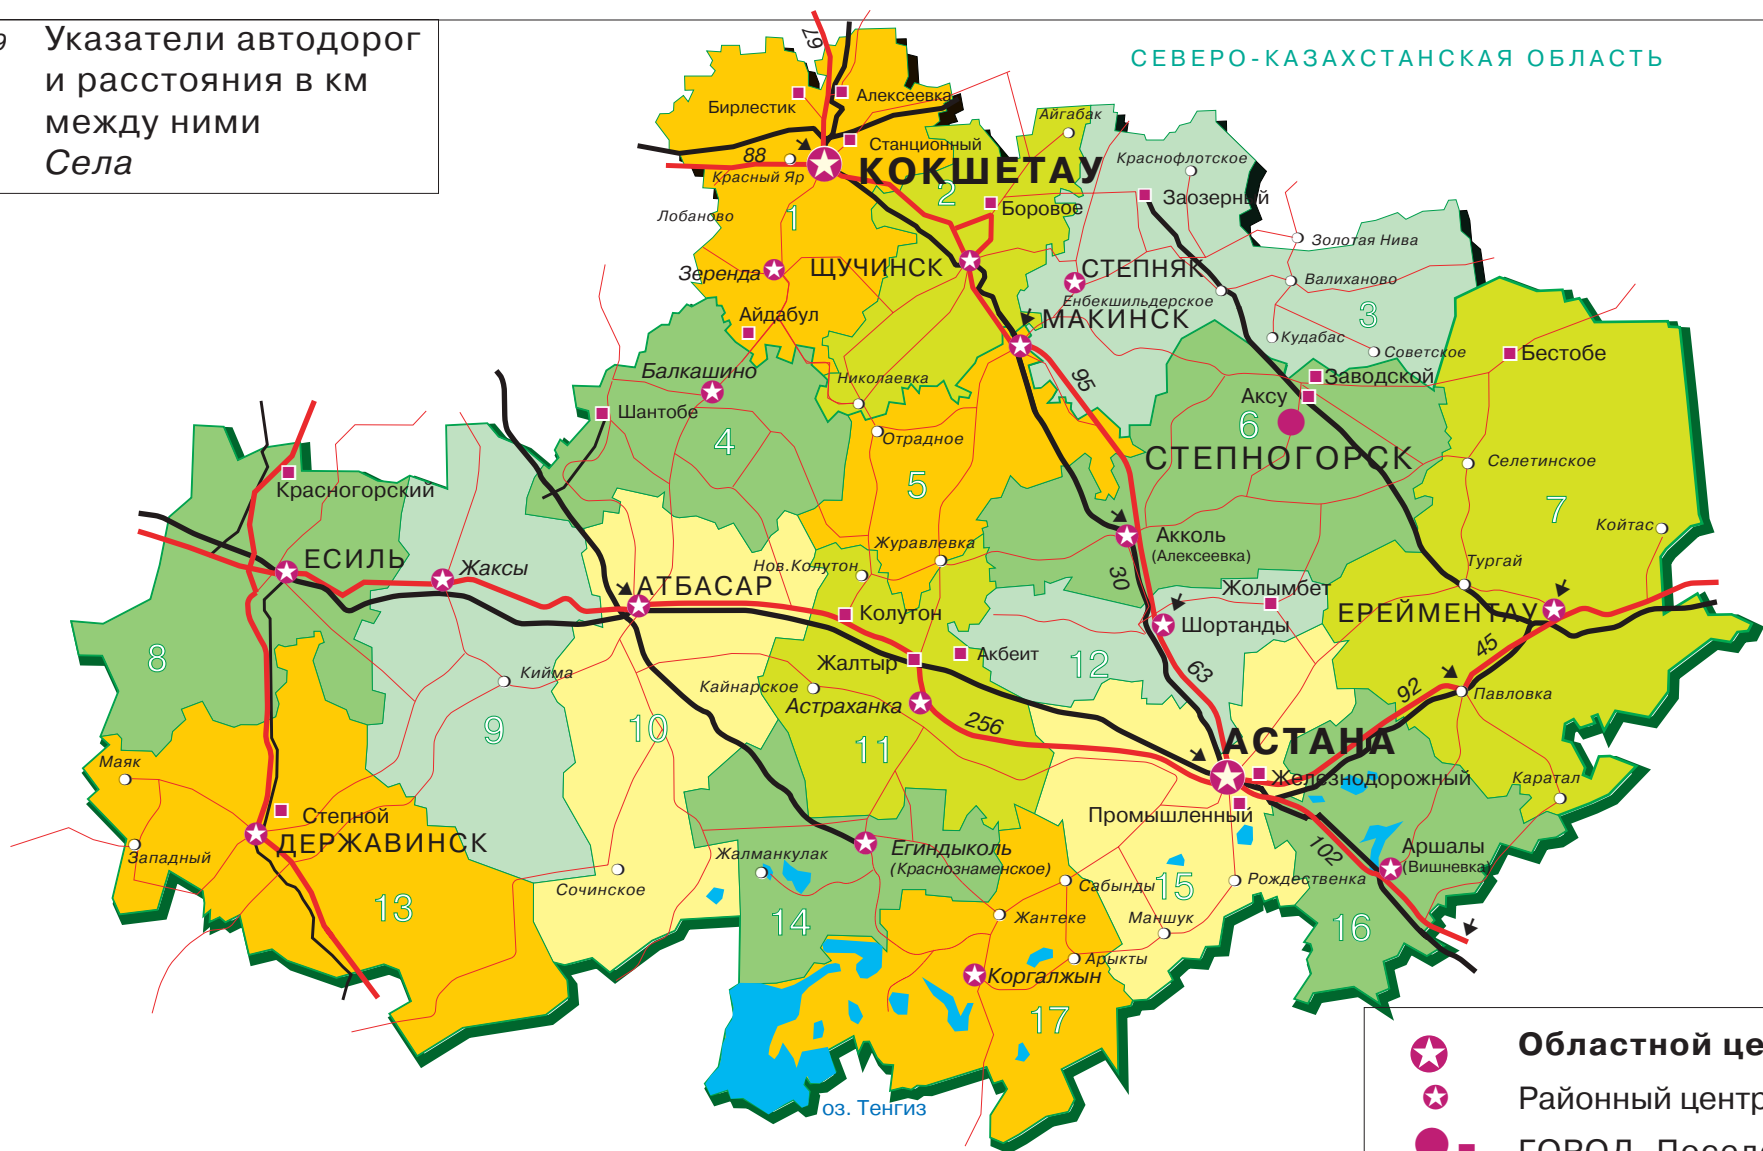 9 Указатели автодорог
и расстояния в км
между ними
Села
СЕВЕРО-КАЗАХСТАНСКАЯ ОБЛАСТЬ
67
Бирлестик
Алексеевка
Айгабак
Станционный
88
Красный Яр
КОКШЕТАУ
Краснофлотское
2
Заозерный
Боровое
Лобаново
1
Золотая Нива
Зеренда
ЩУЧИНСК
СТЕПНЯК
Валиханово
Енбекшильдерское
Айдабул
МАКИНСК
3
Кудабас
Советское
Бестобе
Балкашино
Николаевка
95
Заводской
Аксу
Шантобе
4
Отрадное
6
СТЕПНОГОРСК
Селетинское
Красногорский
5
7
Койтас
Журавлевка
Акколь
(Алексеевка)
ЕСИЛЬ
Жаксы
Нов.Колутон
Тургай
АТБАСАР
30
Жолымбет
Колутон
Шортанды
ЕРЕЙМЕНТАУ
8
Жалтыр
Акбеит
12
63
45
Кийма
Кайнарское
92
Павловка
Астраханка
9
10
256
11
АСТАНА
Маяк
Железнодорожный
Каратал
Степной
Промышленный
ДЕРЖАВИНСК
Западный
Жалманкулак
Егиндыколь
(Краснознаменское)
102
Аршалы
(Вишневка)
Сочинское
Сабынды
15
Рождественка
13
14
Жантеке
Маншук
16
Арыкты
Коргалжын
17
оз. Тенгиз
Областной це
Районный центр
ГОРОД Посел